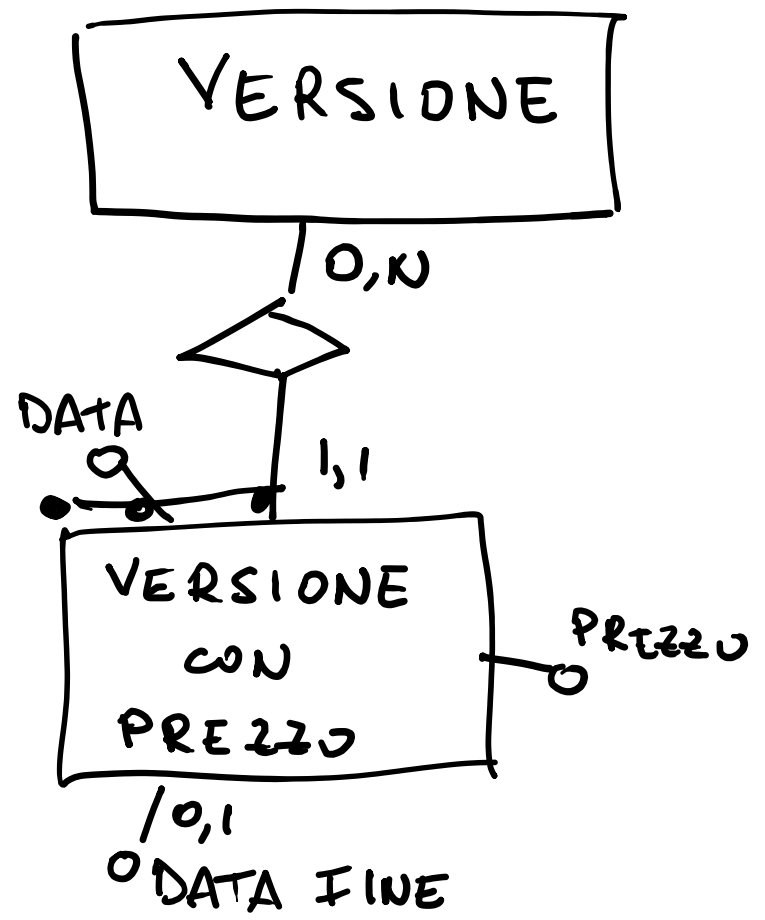 VERSIONE
0,N
DATA
1,1
VERSIONE
CON
PREZZO
PREZZO
0,1
DATA FINE